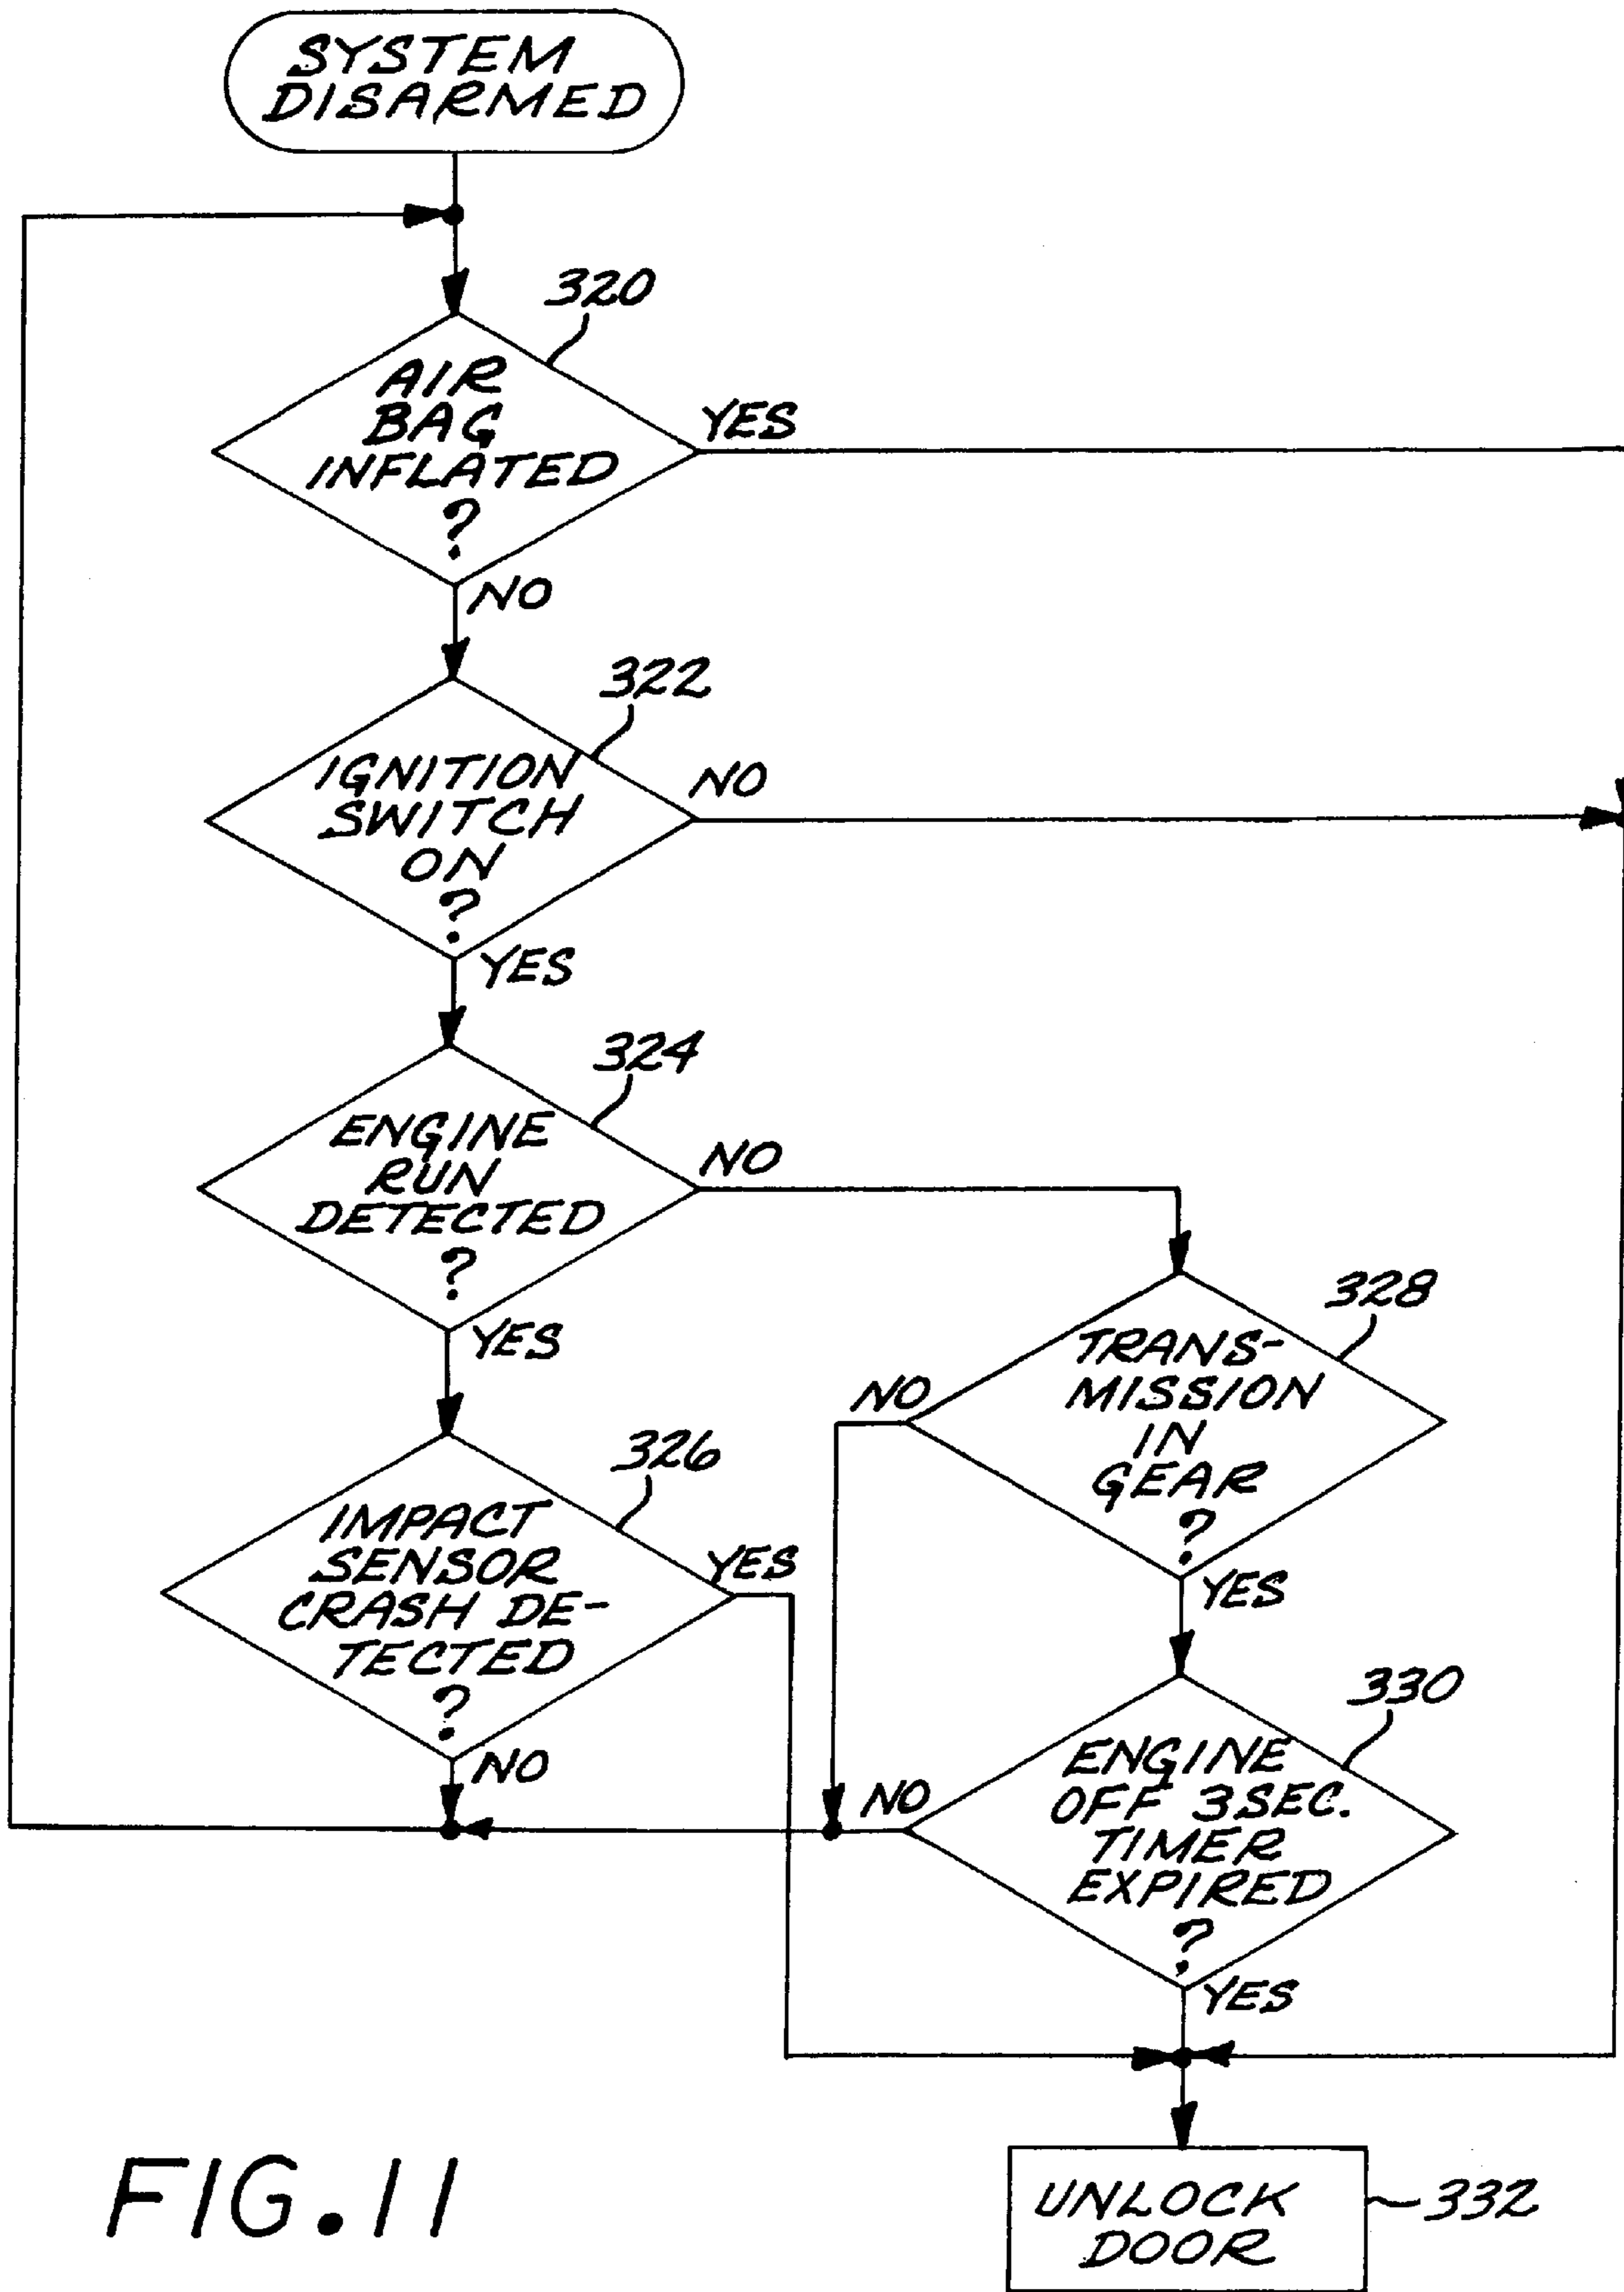 SYSTEM
DISARMED
320
AIR
BAG
INFLATED
?
YES
NO
322
IGNITION
SWITCH
ON
?
NO
YES
324
ENGINE
RUN
DETECTED
?
NO
YES
328
TRANS-
MISSION
IN
GEAR
?
NO
YES
326
IMPACT
SENSOR
CRASH DE-
TECTED
?
YES
NO
330
ENGINE
OFF 3SEC.
TIMER
EXPIRED
?
NO
YES
UNLOCK
DOOR
332
FIG.11